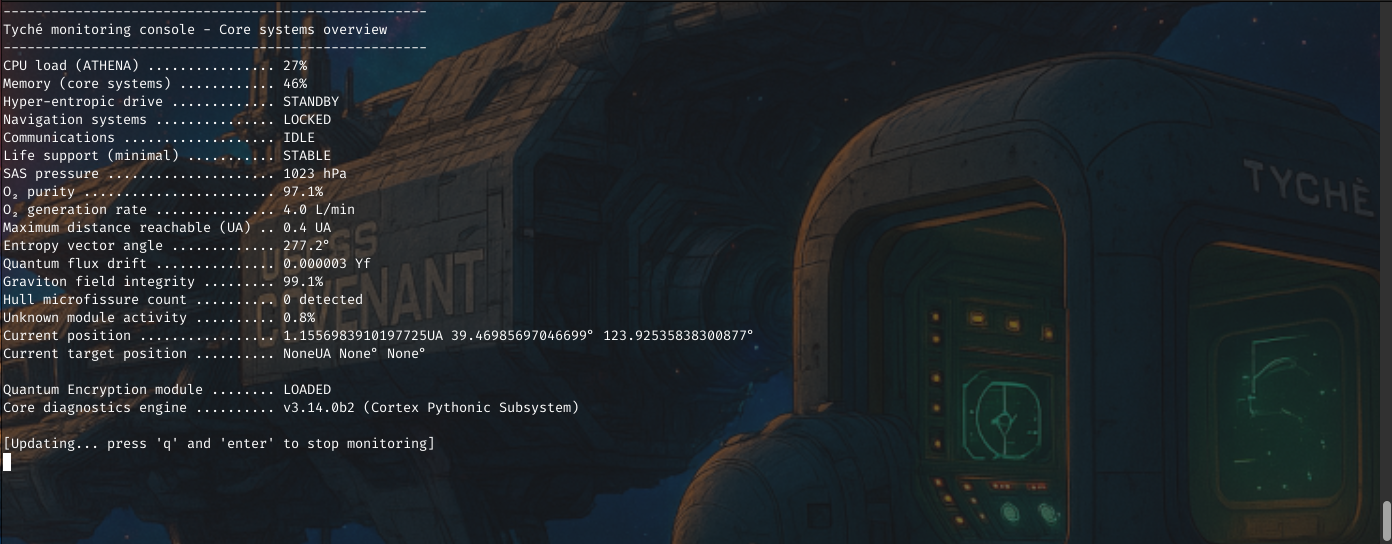 -----------------------------------------------------
Tyché monitoring console - Core systems overview
-----------------------------------------------------
CPU load (ATHENA) ................ 27%
Memory (core systems) ............ 46%
Hyper-entropic drive ............. STANDBY
Navigation systems ............... LOCKED
Communications ................... IDLE
Life support (minimal) ........... STABLE
SAS pressure ..................... 1023 hPa
O₂ purity ........................ 97.1%
O₂ generation rate ............... 4.0 L/min
Maximum distance reachable (UA) .. 0.4 UA
Entropy vector angle ............. 277.2°
Quantum flux drift ............... 0.000003 Yf
Graviton field integrity ......... 99.1%
Hull microfissure count .......... 0 detected
Unknown module activity .......... 0.8%
Current position ................. 1.1556983910197725UA 39.46985697046699° 123.92535838300877°
Current target position .......... NoneUA None° None°
Quantum Encryption module ........ LOADED
Core diagnostics engine .......... v3.14.0b2 (Cortex Pythonic Subsystem)
[Updating... press 'q' and 'enter' to stop monitoring]
COVENANT
TYCHÈ